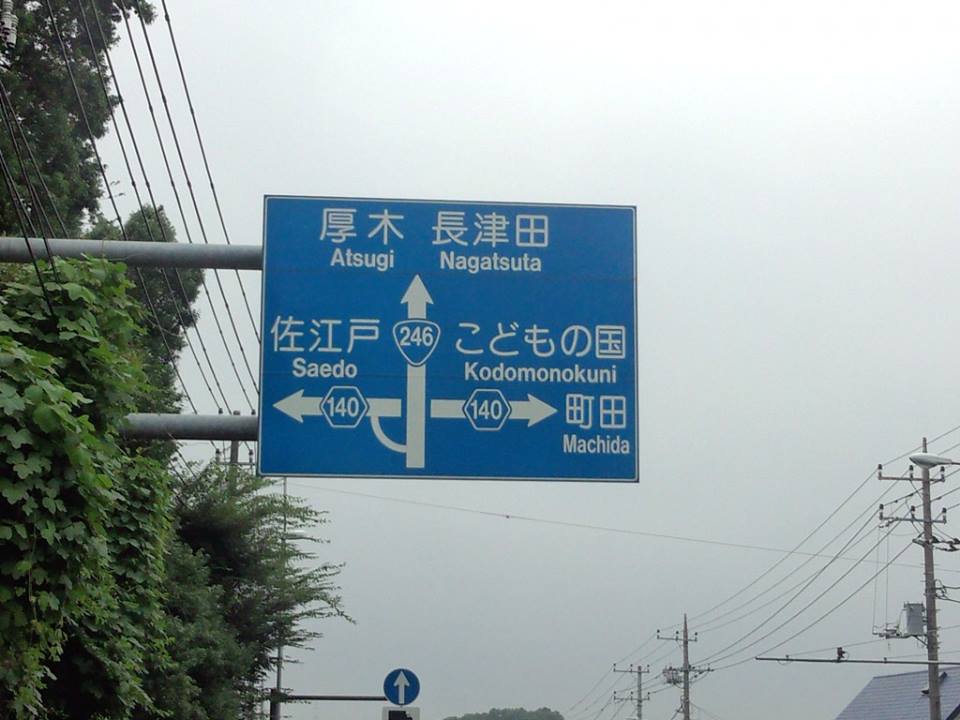 厚木 長津田
Atsugi Nagatsuta
佐江戸 246 こどもの国
Saedo Kodomonokuni
140 140 町田
Machida